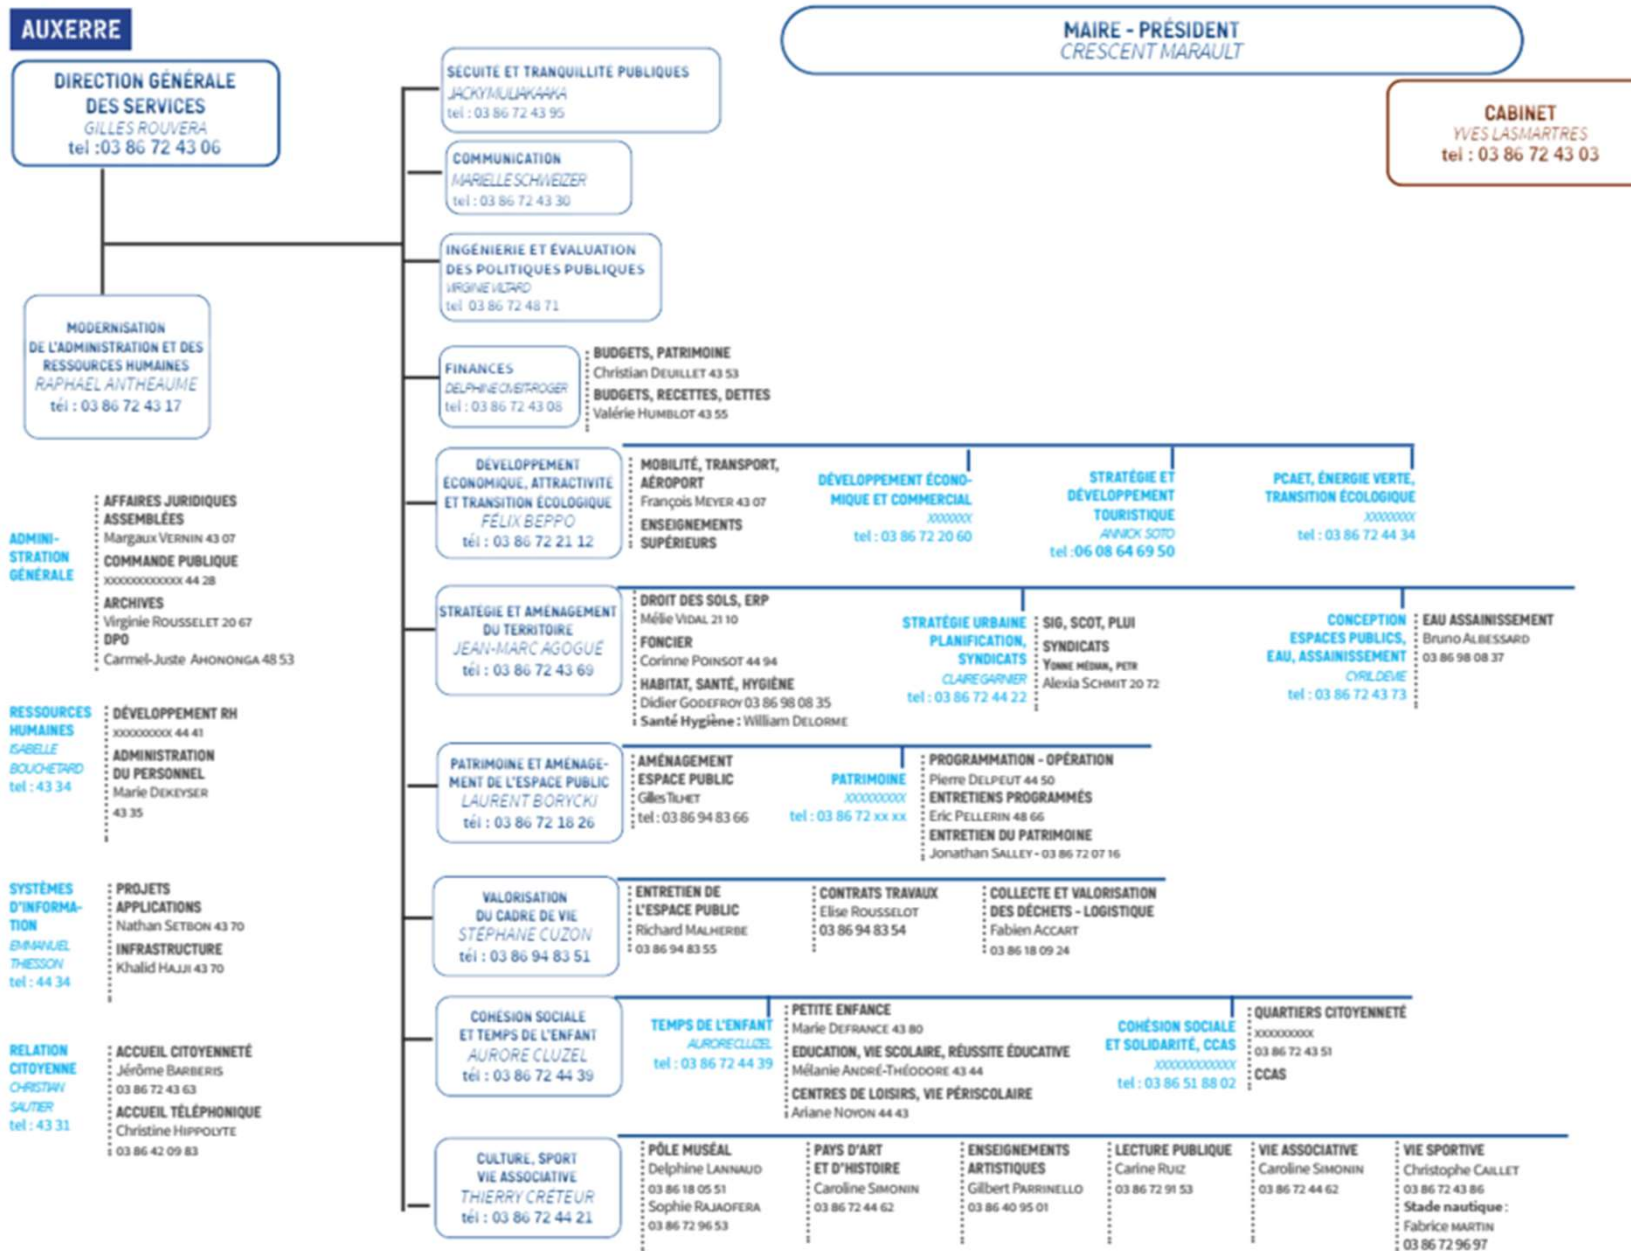 AUXERRE
MAIRE - PRÉSIDENT
CRESCENT MARAULT
DIRECTION GÉNÉRALE
DES SERVICES
GILLES ROUVERA
tel :03 86 72 43 06
CABINET
YVES LASMARTRES
tel : 03 86 72 43 03
SÉCUITÉ ET TRANQUILLITÉ PUBLIQUES
JACKY MULIAKAAKA
tel : 03 86 72 43 95
COMMUNICATION
MARIELLE SCHWEIZER
tel : 03 86 72 43 30
INGÉNIERIE ET ÉVALUATION
DES POLITIQUES PUBLIQUES
VIRGINIE VILTARD
tel 03 86 72 48 71
MODERNISATION
DE L'ADMINISTRATION ET DES
RESSOURCES HUMAINES
RAPHAËL ANTHEAUME
tél : 03 86 72 43 17
FINANCES
DELPHINE
tel : 03 86 72 43 08
BUDGETS, PATRIMOINE
Christian DEUILLET 43 53
BUDGETS, RECETTES, DETTES
Valérie HUMBLOT 43 55
DÉVELOPPEMENT
ÉCONOMIQUE, ATTRACTIVITÉ
ET TRANSITION ÉCOLOGIQUE
FÉLIX BEPPO
tél : 03 86 72 21 12
MOBILITÉ, TRANSPORT,
AÉROPORT
François MEYER 43 07
ENSEIGNEMENTS
SUPÉRIEURS
DÉVELOPPEMENT ÉCONO-
MIQUE ET COMMERCIAL
XXXXXXX
tel : 03 86 72 20 60
STRATÉGIE ET
DÉVELOPPEMENT
TOURISTIQUE
ANNICK SOTO
tel :06 08 64 69 50
PCAET, ÉNERGIE VERTE,
TRANSITION ÉCOLOGIQUE
XXXXXXXX
tel : 03 86 72 44 34
ADMINI-
STRATION
GÉNÉRALE
AFFAIRES JURIDIQUES
ASSEMBLÉES
Margaux VERNIN 43 07
COMMANDE PUBLIQUE
xxxxxxxxxxxx 44 28
ARCHIVES
Virginie ROUSSELET 20 67
DPO
Carmel-Juste AHONONGA 48 53
STRATÉGIE ET AMÉNAGEMENT
DU TERRITOIRE
JEAN-MARC AGOGUÉ
tél : 03 86 72 43 69
DROIT DES SOLS, ERP
Mélie VIDAL 21 10
FONCIER
Corinne POINSOT 44 94
HABITAT, SANTÉ, HYGIÈNE
Didier GODEFROY 03 86 98 08 35
Santé Hygiène : William DELORME
STRATÉGIE URBAINE
PLANIFICATION,
SYNDICATS
CLAIRE GARNIER
tel : 03 86 72 44 22
SIG, SCOT, PLUI
SYNDICATS
YONNE MÉDIAN, PETR
Alexia SCHMIT 20 72
CONCEPTION
ESPACES PUBLICS,
EAU, ASSAINISSEMENT
CYRIL DEVIE
tel : 03 86 72 43 73
EAU ASSAINISSEMENT
Bruno ALBESSARD
03 86 98 08 37
RESSOURCES
HUMAINES
ISABELLE
BOUCHETARD
tel : 43 34
DÉVELOPPEMENT RH
xxxxxxxxx 44 41
ADMINISTRATION
DU PERSONNEL
Marie DEKEYSER
43 35
PATRIMOINE ET AMÉNAGE-
MENT DE L'ESPACE PUBLIC
LAURENT BORYCKI
tél : 03 86 72 18 26
AMÉNAGEMENT
ESPACE PUBLIC
Gilles TILHET
tel : 03 86 94 83 66
PATRIMOINE
XXXXXXXXX
tel : 03 86 72 xx xx
PROGRAMMATION - OPÉRATION
Pierre DELPEUT 44 50
ENTRETIENS PROGRAMMÉS
Eric PELLERIN 48 66
ENTRETIEN DU PATRIMOINE
Jonathan SALLEY - 03 86 72 07 16
SYSTÈMES
D'INFORMA-
TION
EMMANUEL
THIESSON
tel : 44 34
PROJETS
APPLICATIONS
Nathan SETBON 43 70
INFRASTRUCTURE
Khalid HAJJI 43 70
VALORISATION
DU CADRE DE VIE
STÉPHANE CUZON
tél : 03 86 94 83 51
ENTRETIEN DE
L'ESPACE PUBLIC
Richard MALHERBE
03 86 94 83 55
CONTRATS TRAVAUX
Elise ROUSSELOT
03 86 94 83 54
COLLECTE ET VALORISATION
DES DÉCHETS - LOGISTIQUE
Fabien ACCART
03 86 18 09 24
RELATION
CITOYENNE
CHRISTIAN
SAUTIER
tel : 43 31
ACCUEIL CITOYENNETÉ
Jérôme BARBERIS
03 86 72 43 63
ACCUEIL TÉLÉPHONIQUE
Christine HIPPOLYTE
03 86 42 09 83
COHÉSION SOCIALE
ET TEMPS DE L'ENFANT
AURORE CLUZEL
tél : 03 86 72 44 39
TEMPS DE L'ENFANT
AURORE CLUZEL
tel : 03 86 72 44 39
PETITE ENFANCE
Marie DEFRANCE 43 80
EDUCATION, VIE SCOLAIRE, RÉUSSITE ÉDUCATIVE
Mélanie ANDRÉ-THÉODORE 43 44
CENTRES DE LOISIRS, VIE PÉRISCOLAIRE
Ariane NOYON 44 43
COHÉSION SOCIALE
ET SOLIDARITÉ, CCAS
XXXXXXXXXXXX
tel : 03 86 51 88 02
QUARTIERS CITOYENNETÉ
xxxxxxxxx
03 86 72 43 51
CCAS
CULTURE, SPORT
VIE ASSOCIATIVE
THIERRY CRÉTEUR
tél : 03 86 72 44 21
PÔLE MUSÉAL
Delphine LANNAUD
03 86 18 05 51
Sophie RAJAOFERA
03 86 72 96 53
PAYS D'ART
ET D'HISTOIRE
Caroline SIMONIN
03 86 72 44 62
ENSEIGNEMENTS
ARTISTIQUES
Gilbert PARRINELLO
03 86 40 95 01
LECTURE PUBLIQUE
Carine RUIZ
03 86 72 91 53
VIE ASSOCIATIVE
Caroline SIMONIN
03 86 72 44 62
VIE SPORTIVE
Christophe CAILLET
03 86 72 43 86
Stade nautique :
Fabrice MARTIN
03 86 72 96 97